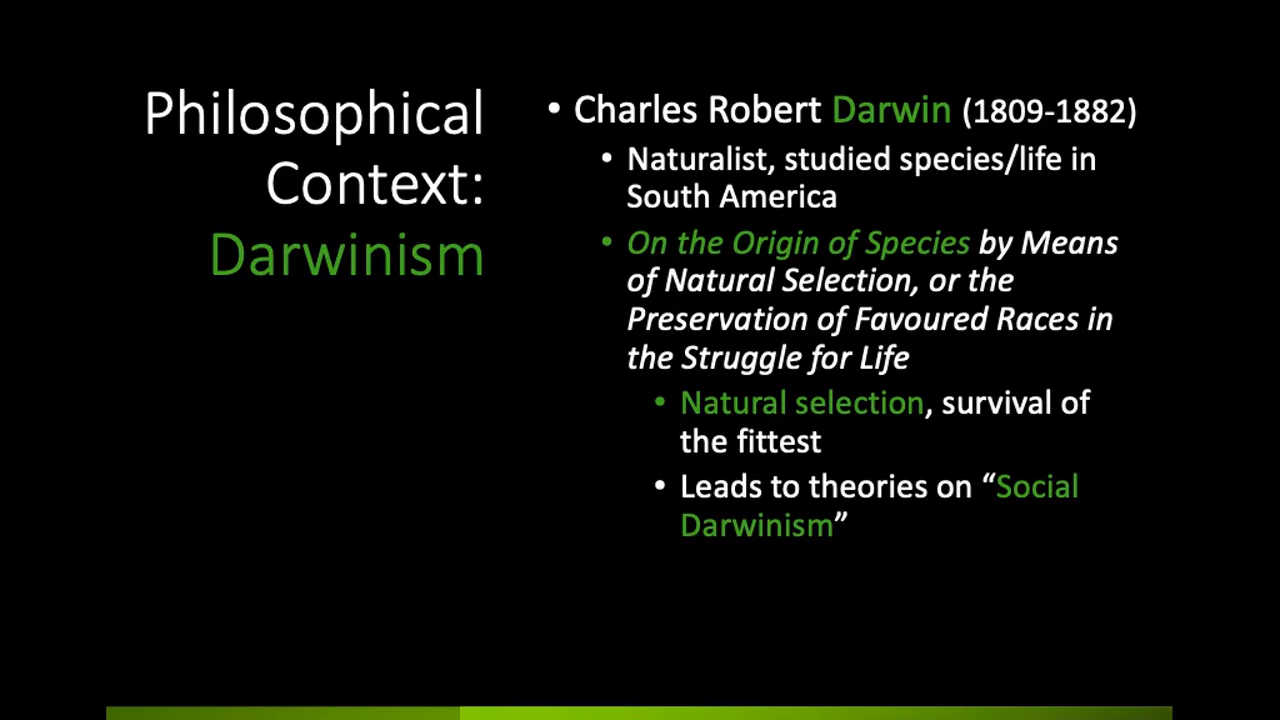 Philosophical
Context:
Darwinism
• Charles Robert Darwin (1809-1882)
• Naturalist, studied species/life in
South America
• On the Origin of Species by Means
of Natural Selection, or the
Preservation of Favoured Races in
the Struggle for Life
• Natural selection, survival of
the fittest
• Leads to theories on “Social
Darwinism”